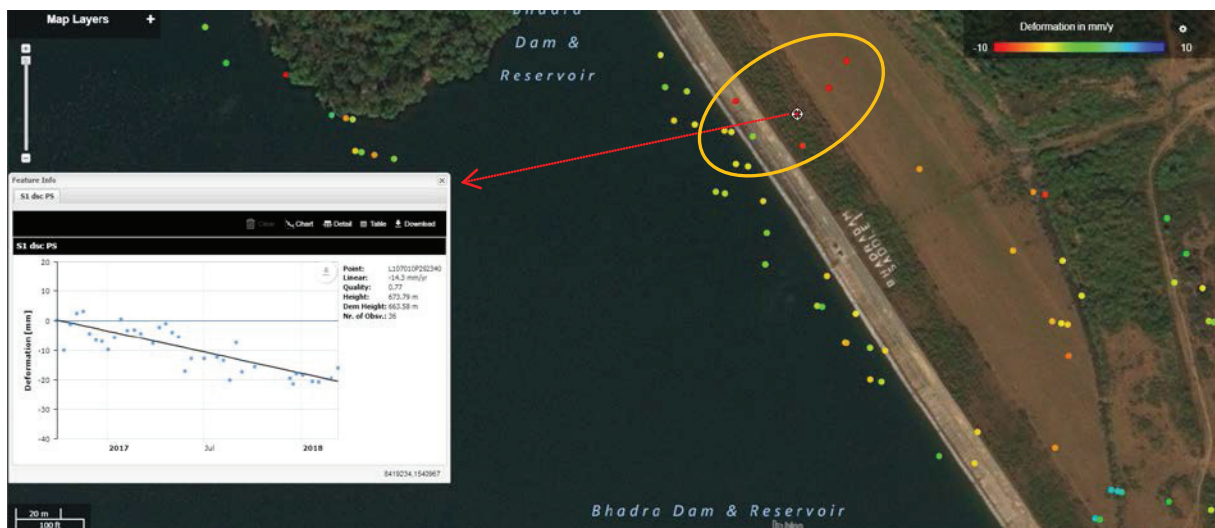 Map Layers +
Bhadra
Dam &
Reservoir
Deformation in mm/y
-10
10
Feature Info
S1 dsc PS
Clear
Chart
Detail
Table
Download
S1 dsc PS
Deformation [mm]
20
10
0
-10
-20
-30
-40
2017
Jul
2018
Point: L107010P292340
Linear: -14.3 mm/yr
Quality: 0.77
Height: 673.79 m
Dem Height: 663.58 m
Nr. of Obsv.: 36
8419234,1540967
BHADRADAM
SADDLE 1
20 m
100 ft
Bhadra Dam & Reservoir